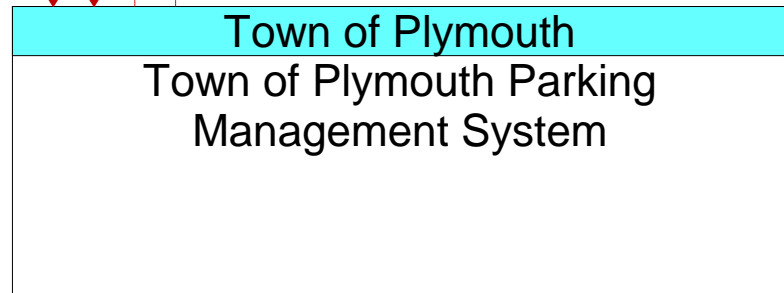 Town of Plymouth
Town of Plymouth Parking
Management System